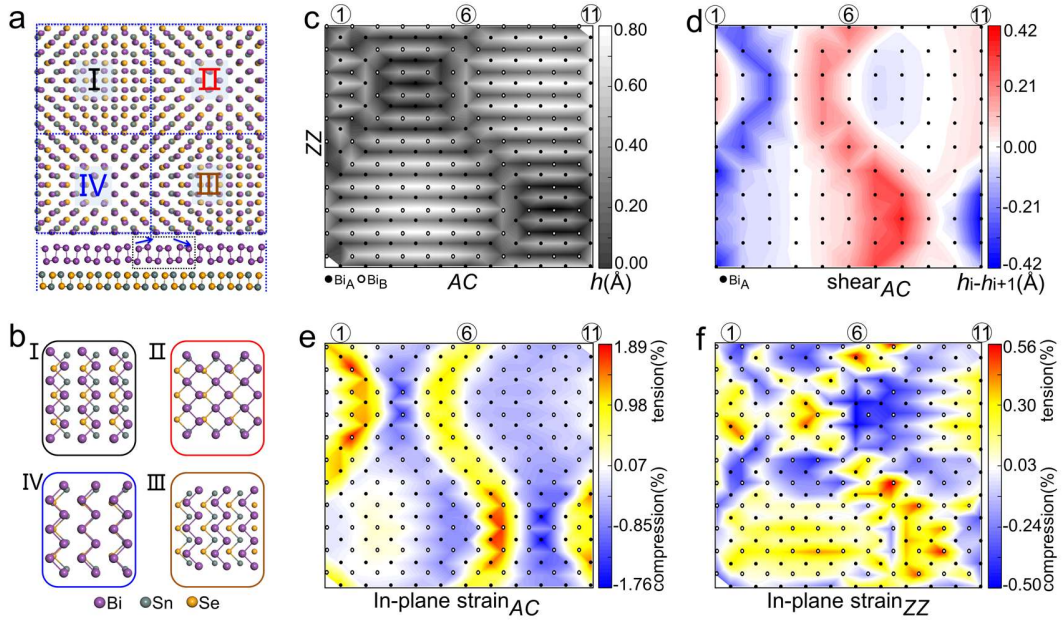 a
I
II
IV
III
b
I
II
IV
III
Bi Sn Se
c
① ⑥ ⑪
ZZ
0.80
0.60
0.40
0.20
0.00
●BiA ○BiB AC h(Å)
d
① ⑥ ⑪
0.42
0.21
0.00
-0.21
-0.42
●BiA shearAC hi-hi+1(Å)
e
① ⑥ ⑪
1.89
0.98
0.07
-0.85
-1.76
tension(%)
compression(%)
In-plane strainAC
f
① ⑥ ⑪
0.56
0.30
0.03
-0.24
-0.50
tension(%)
compression(%)
In-plane strainZZ